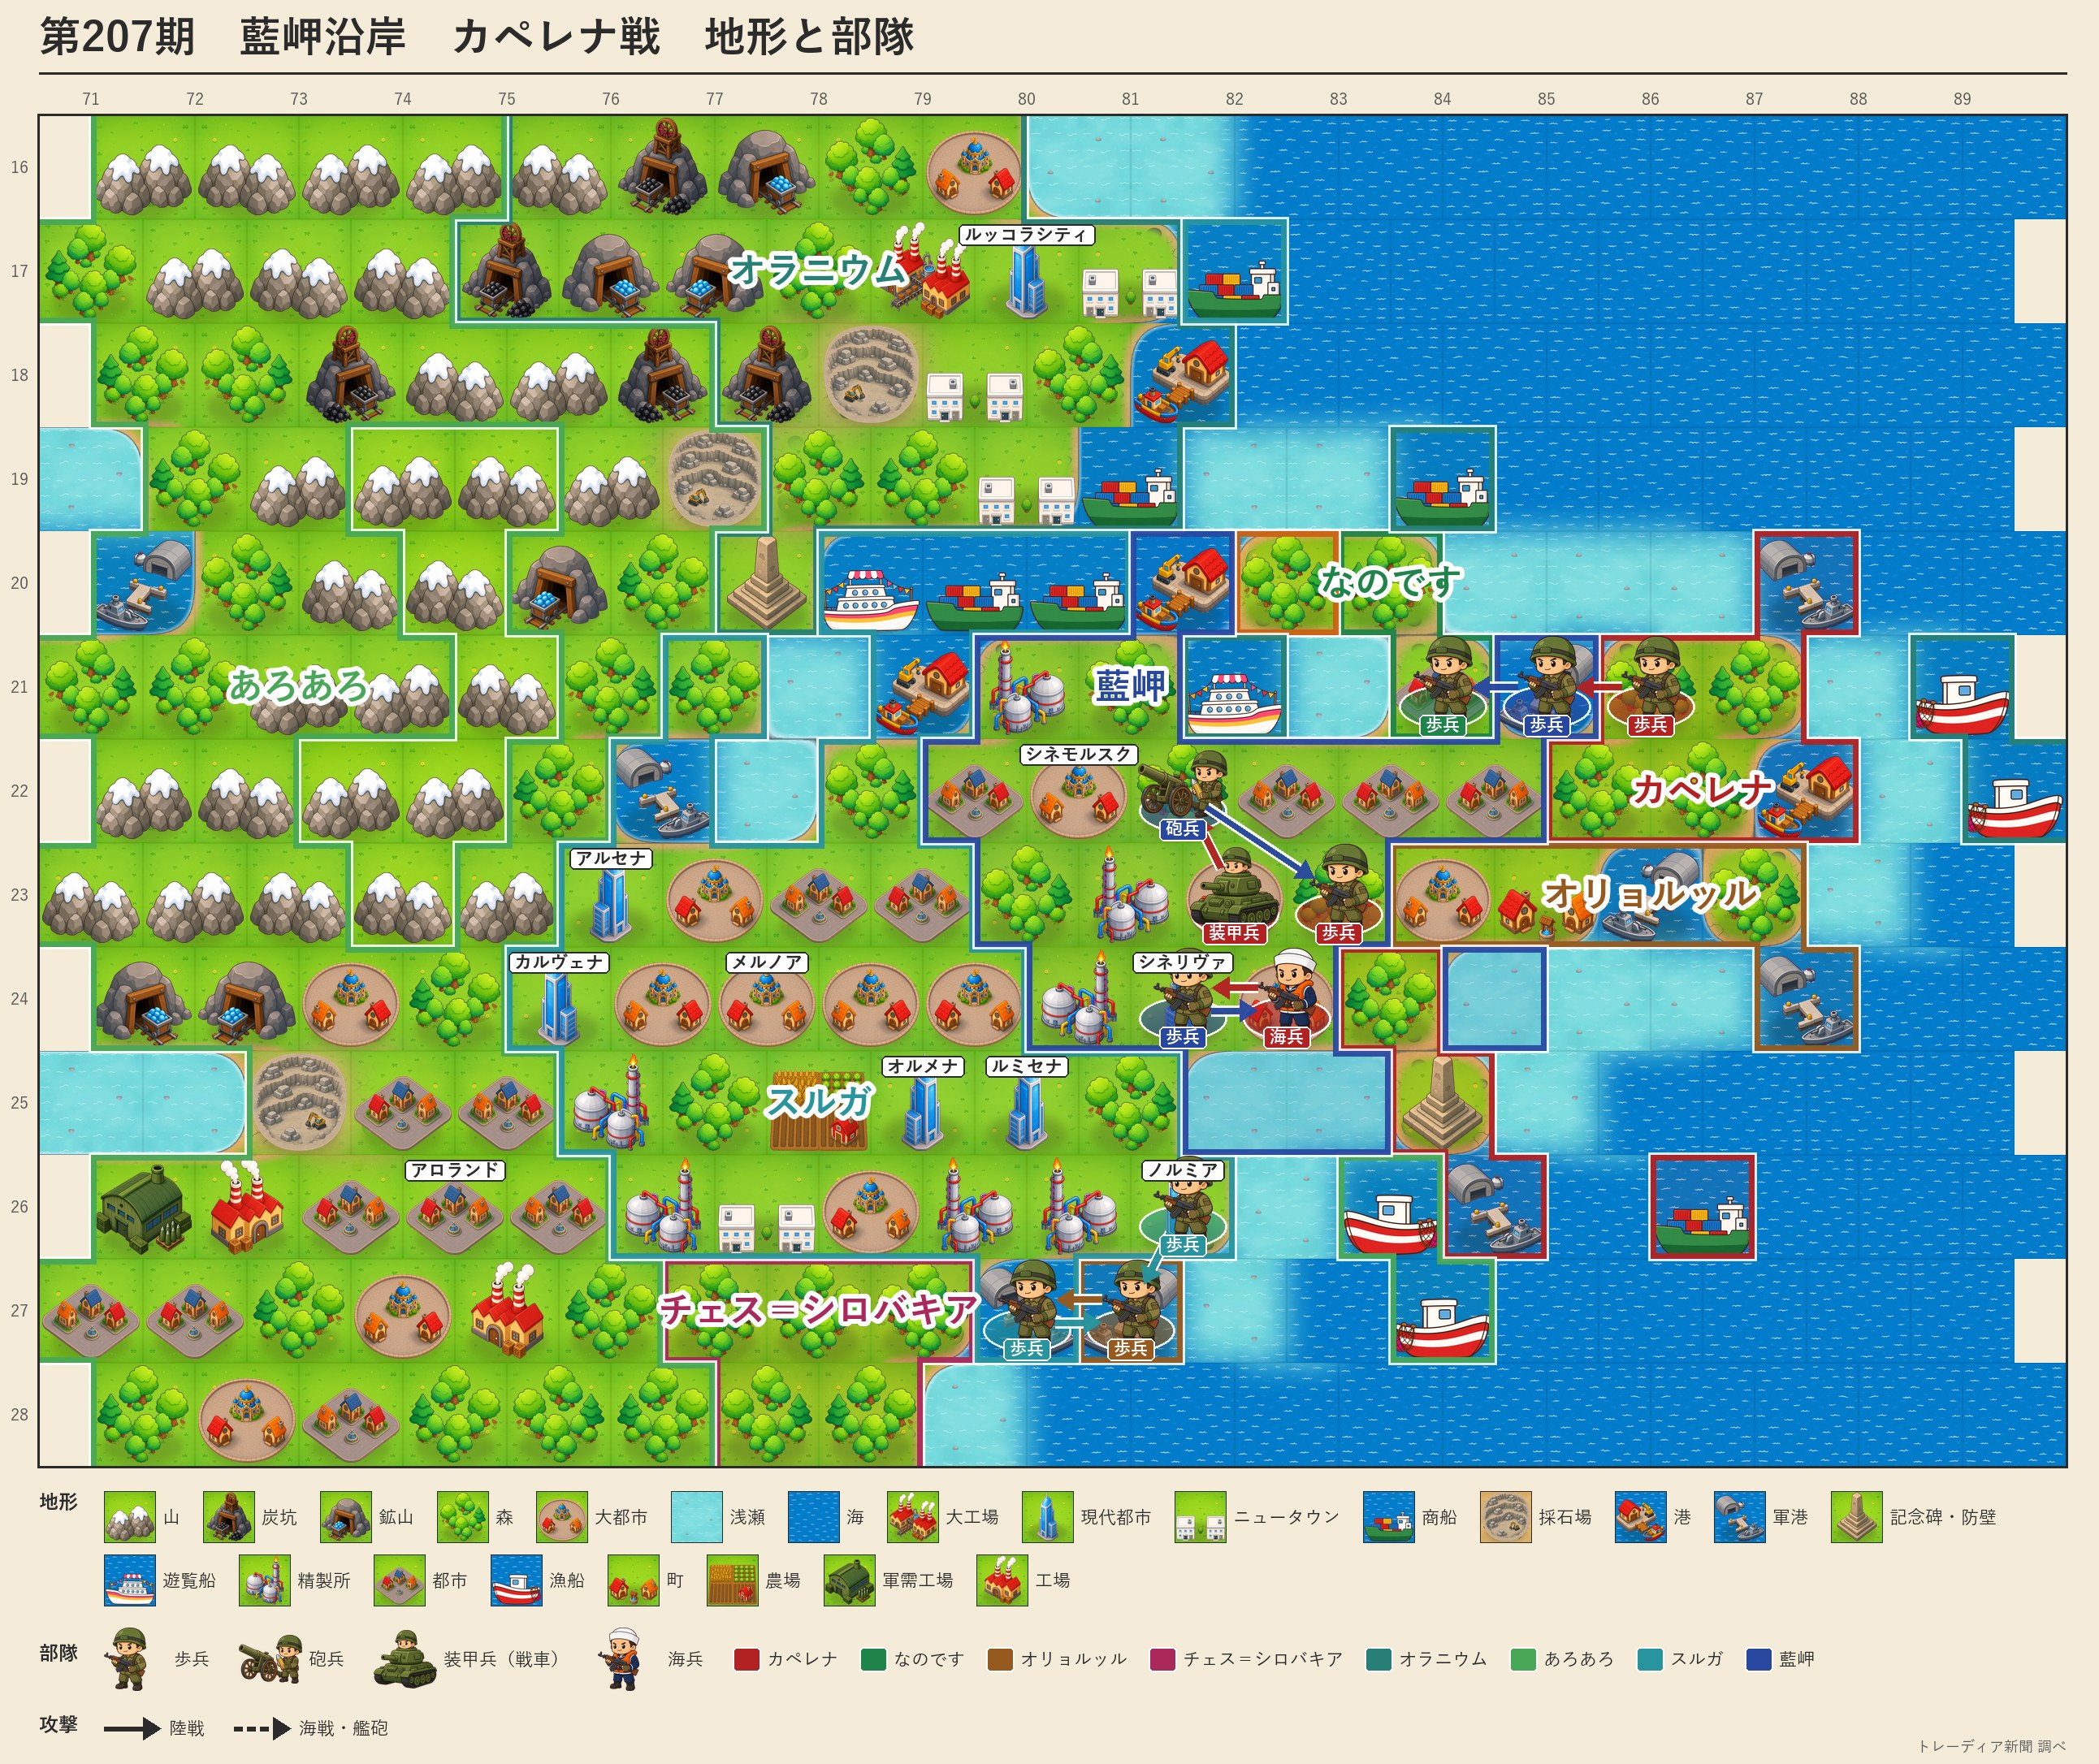 第207期　藍岬沿岸　カペレナ戦　地形と部隊
71 72 73 74 75 76 77 78 79 80 81 82 83 84 85 86 87 88 89
16
17
ルッコラシティ
オラニウム
18
19
20
なのです
21
あろあろ
藍岬
歩兵 歩兵 歩兵
22
シネモルスク
カペレナ
砲兵
23
アルセナ
オリョルッル
装甲兵 歩兵
24
カルヴェナ メルノア シネリヴァ
歩兵 海兵
25
オルメナ ルミセナ
スルガ
26
アロランド ノルミア
歩兵
27
チェス＝シロバキア
歩兵 歩兵
28
地形 山 炭坑 鉱山 森 大都市 浅瀬 海 大工場 現代都市 ニュータウン 商船 採石場 港 軍港 記念碑・防壁
遊覧船 精製所 都市 漁船 町 農場 軍需工場 工場
部隊 歩兵 砲兵 装甲兵（戦車） 海兵 カペレナ なのです オリョルッル チェス＝シロバキア オラニウム あろあろ スルガ 藍岬
攻撃 陸戦 海戦・艦砲
トレーディア新聞 調べ